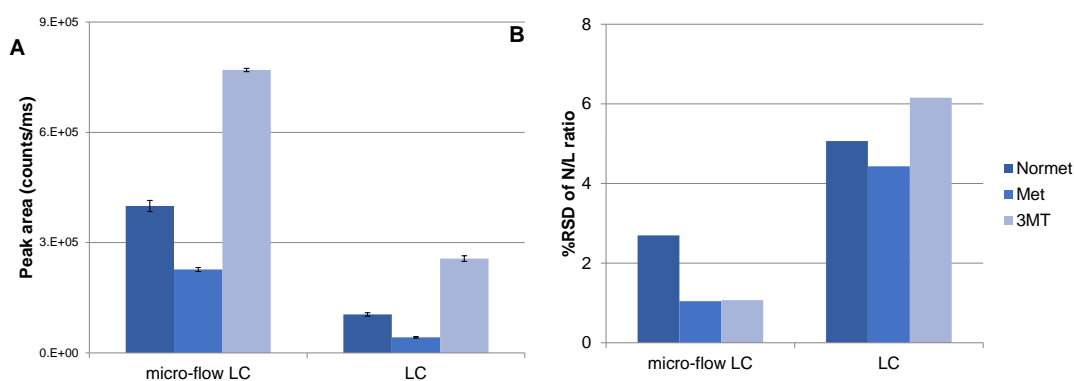 A
Peak area (counts/ms)
9.E+05
6.E+05
3.E+05
0.E+00
micro-flow LC
LC
B
%RSD of N/L ratio
8
6
4
2
0
micro-flow LC
LC
Normet
Met
3MT